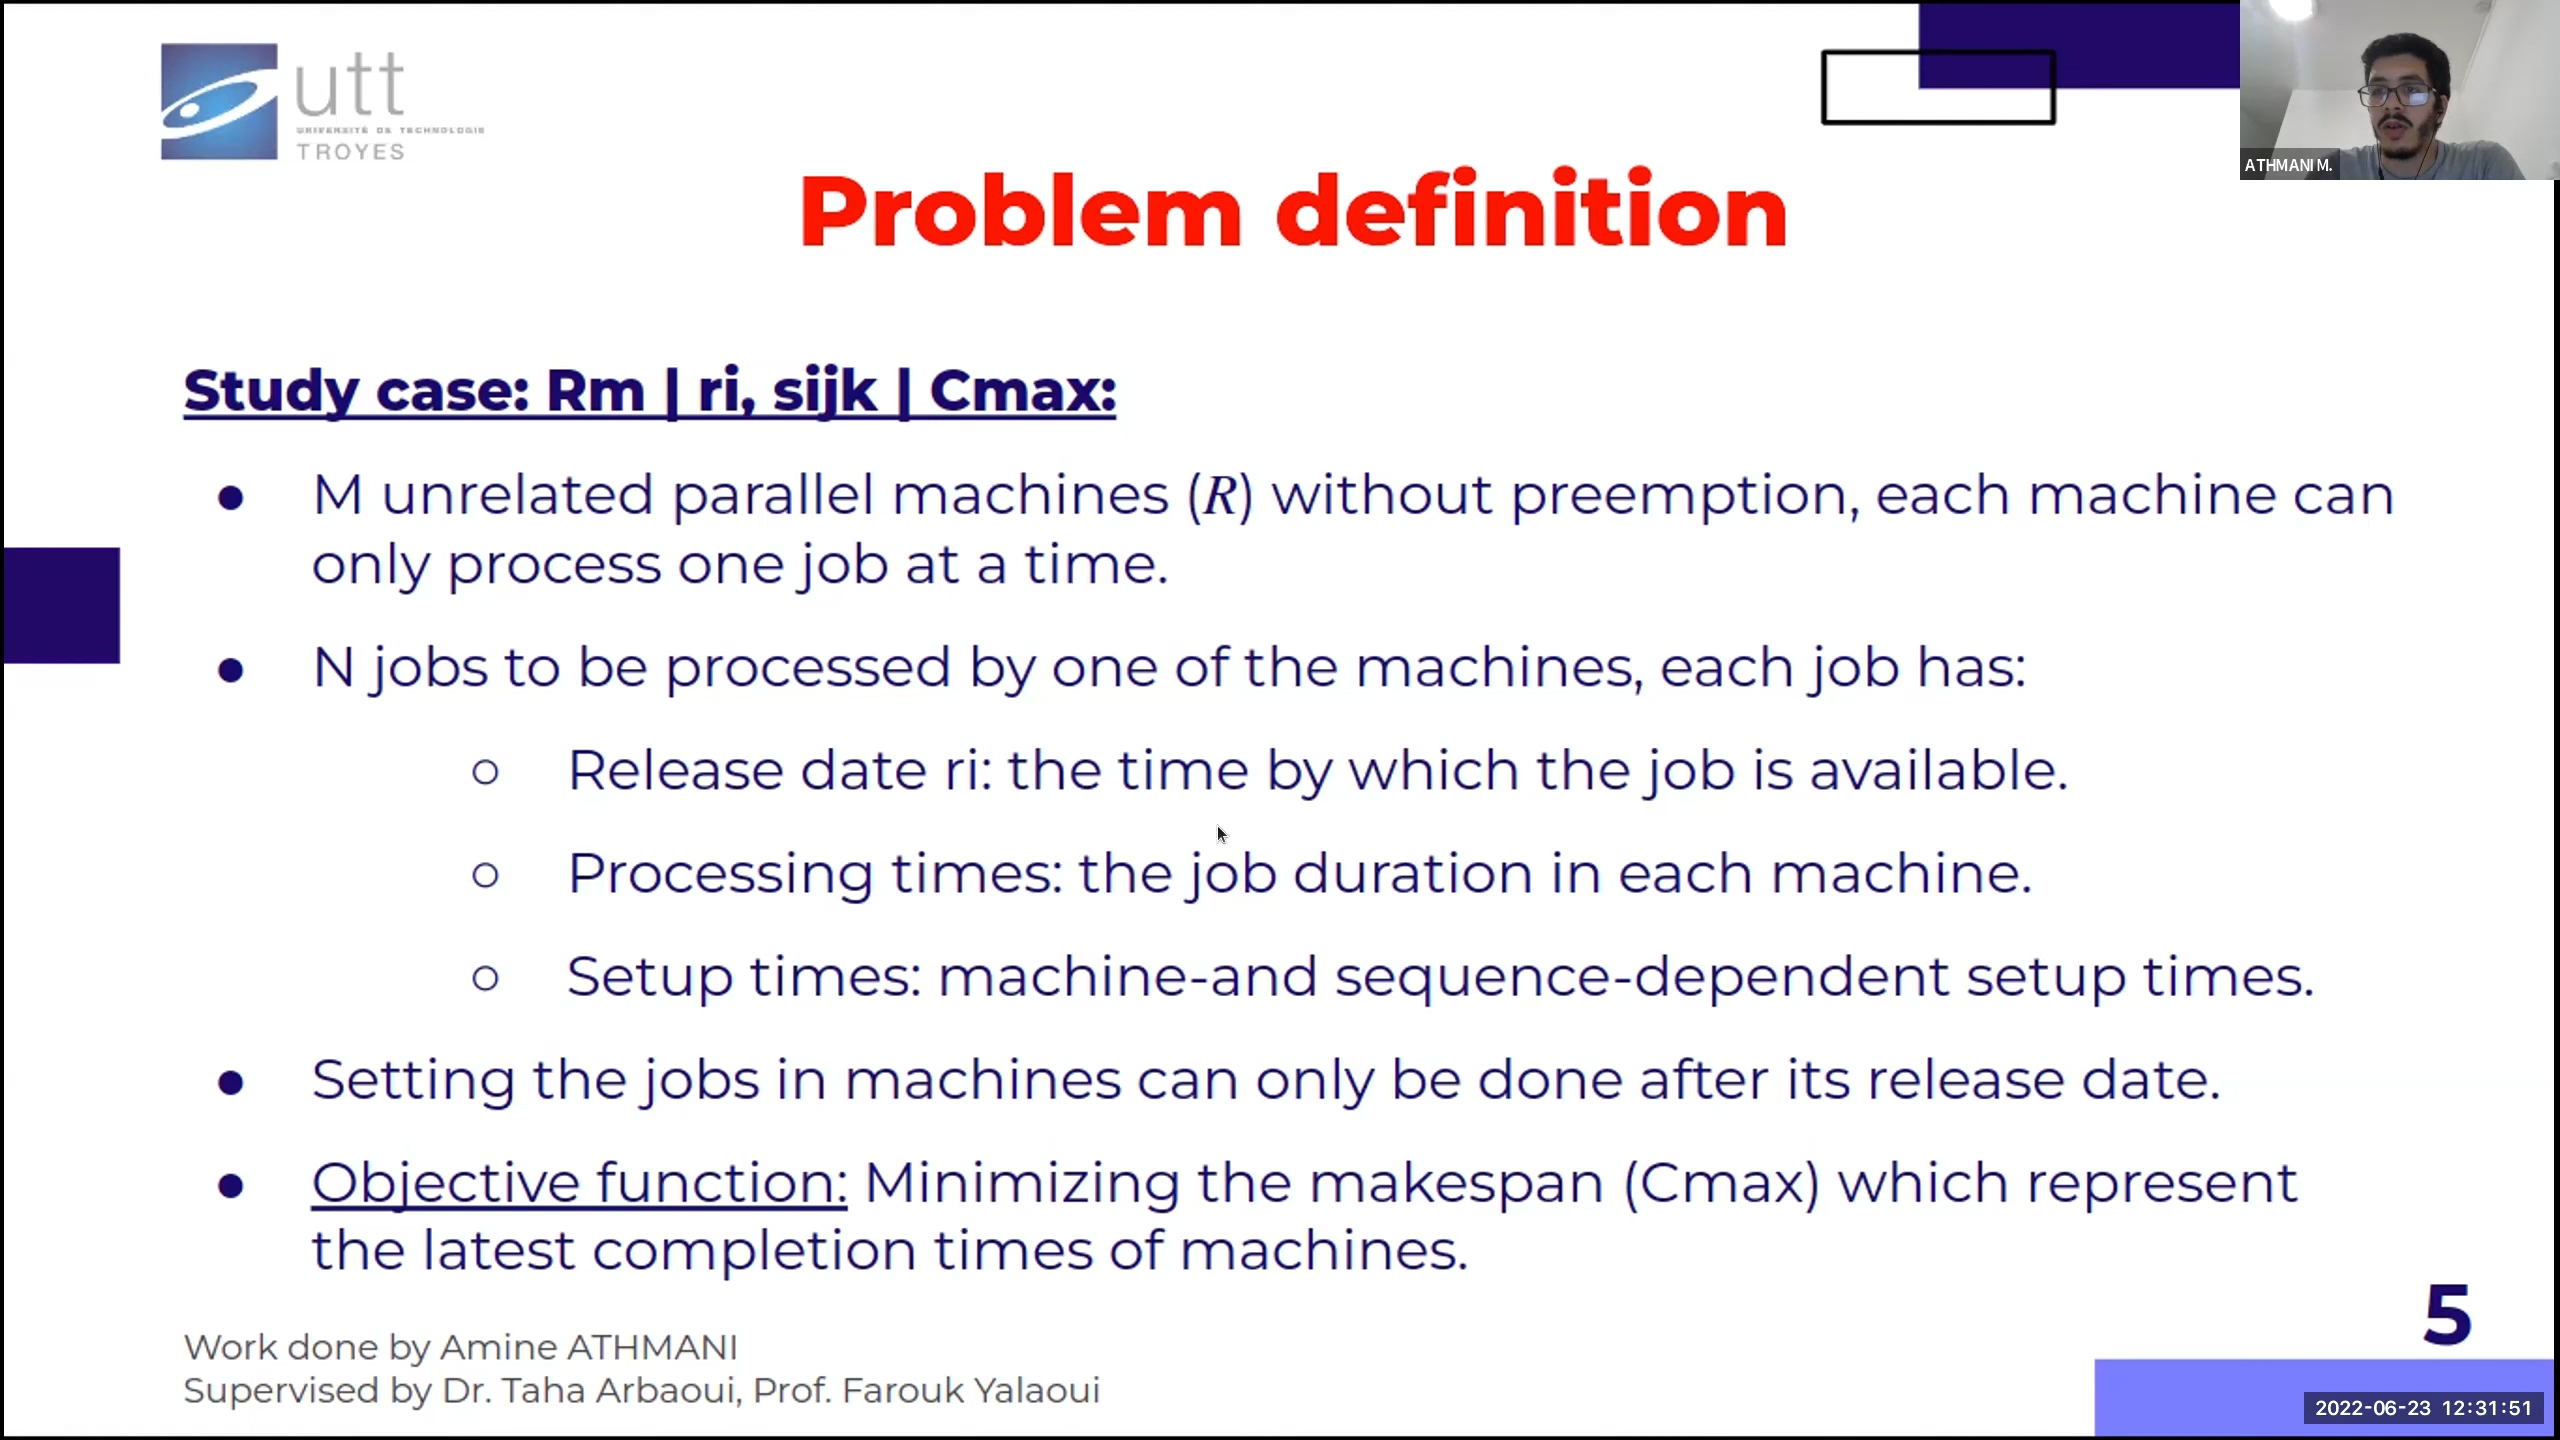 utt
UNIVERSITÉ DE TECHNOLOGIE
TROYES
ATHMANI M.
Problem definition
Study case: Rm | ri, sijk | Cmax:
● M unrelated parallel machines (R) without preemption, each machine can
only process one job at a time.
● N jobs to be processed by one of the machines, each job has:
○ Release date ri: the time by which the job is available.
○ Processing times: the job duration in each machine.
○ Setup times: machine-and sequence-dependent setup times.
● Setting the jobs in machines can only be done after its release date.
● Objective function: Minimizing the makespan (Cmax) which represent
the latest completion times of machines.
5
Work done by Amine ATHMANI
Supervised by Dr. Taha Arbaoui, Prof. Farouk Yalaoui
2022-06-23 12:31:51